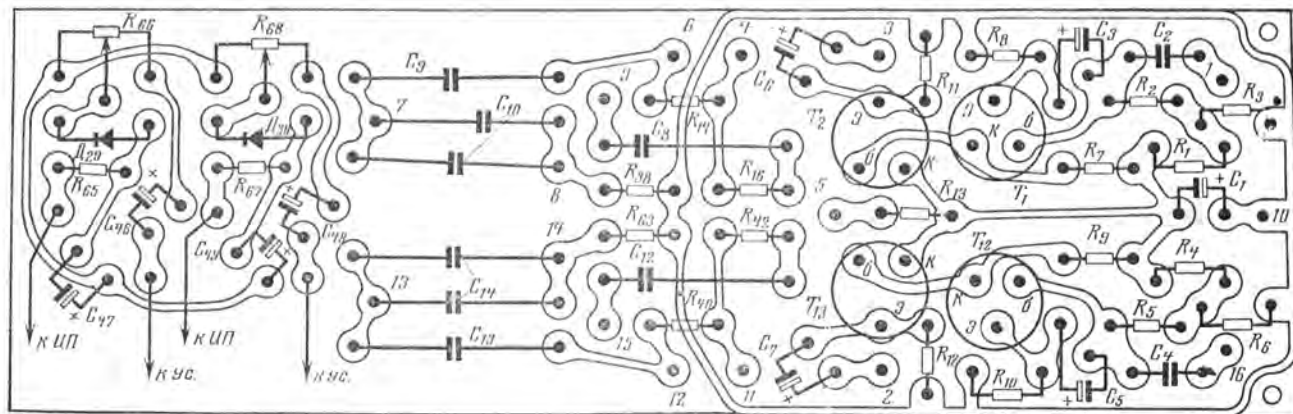 R66
R68
Д29
Д30
R65
R67
C46
C47
C48
C49
к ИП
к ИП
к УС.
к УС.
C9
7
C10
8
9
6
R14
C8
R38
R63
C12
14
13
C14
C13
15
12
R40
4
R16
R42
11
C6
3
R11
T2
Э
б
К
5
R13
T13
б
К
Э
C7
2
R12
R8
C3
C2
1
R2
R3
Э
К
б
T1
R7
R1
C1
10
T12
К
б
Э
R9
R4
R5
R6
C4
16
R10
C5